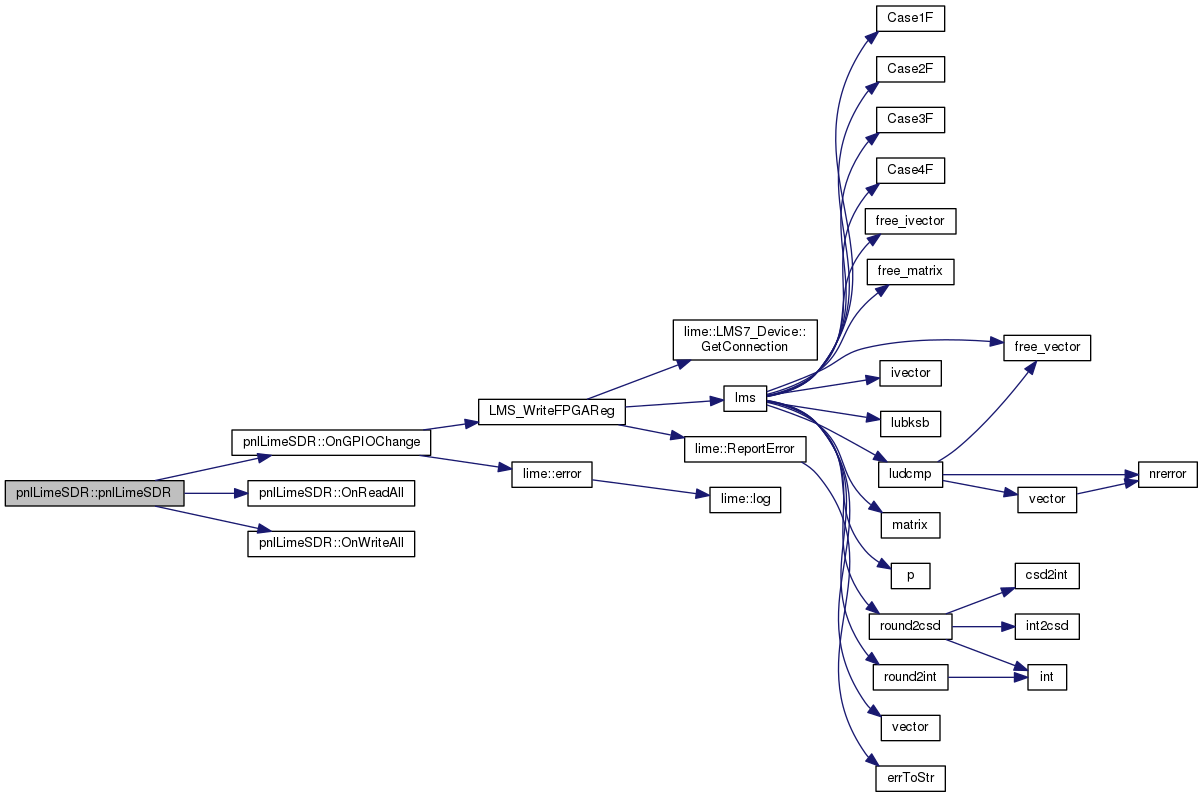 Case1F
Case2F
Case3F
Case4F
free_ivector
free_matrix
lime::LMS7_Device::
GetConnection
free_vector
ivector
lms
LMS_WriteFPGAReg
lubksb
pnlLimeSDR::OnGPIOChange
lime::ReportError
lime::error
ludcmp
nrerror
pnlLimeSDR::pnlLimeSDR
pnlLimeSDR::OnReadAll
lime::log
vector
matrix
pnlLimeSDR::OnWriteAll
p
csd2int
round2csd
int2csd
round2int
int
vector
errToStr